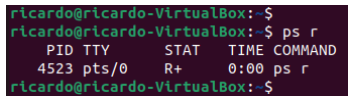 ricardo@ricardo-VirtualBox:~$
ricardo@ricardo-VirtualBox:~$ ps r
PID TTY STAT TIME COMMAND
4523 pts/0 R+ 0:00 ps r
ricardo@ricardo-VirtualBox:~$